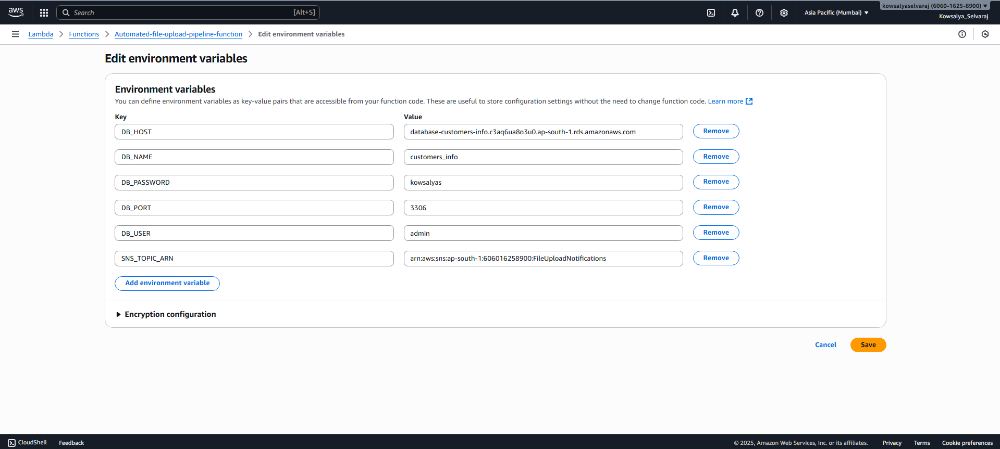 aws
Search
[Alt+S]
Asia Pacific (Mumbai)
kowsalyaselvaraj (6060-1625-8900)
Kowsalya_Selvaraj
Lambda
Functions
Automated-file-upload-pipeline-function
Edit environment variables
Edit environment variables
Environment variables
You can define environment variables as key-value pairs that are accessible from your function code. These are useful to store configuration settings without the need to change function code. Learn more
Key Value
DB_HOST database-customers-info.c3aq6ua8o3u0.ap-south-1.rds.amazonaws.com Remove
DB_NAME customers_info Remove
DB_PASSWORD kowsalyas Remove
DB_PORT 3306 Remove
DB_USER admin Remove
SNS_TOPIC_ARN arn:aws:sns:ap-south-1:606016258900:FileUploadNotifications Remove
Add environment variable
Encryption configuration
Cancel Save
CloudShell Feedback © 2025, Amazon Web Services, Inc. or its affiliates. Privacy Terms Cookie preferences